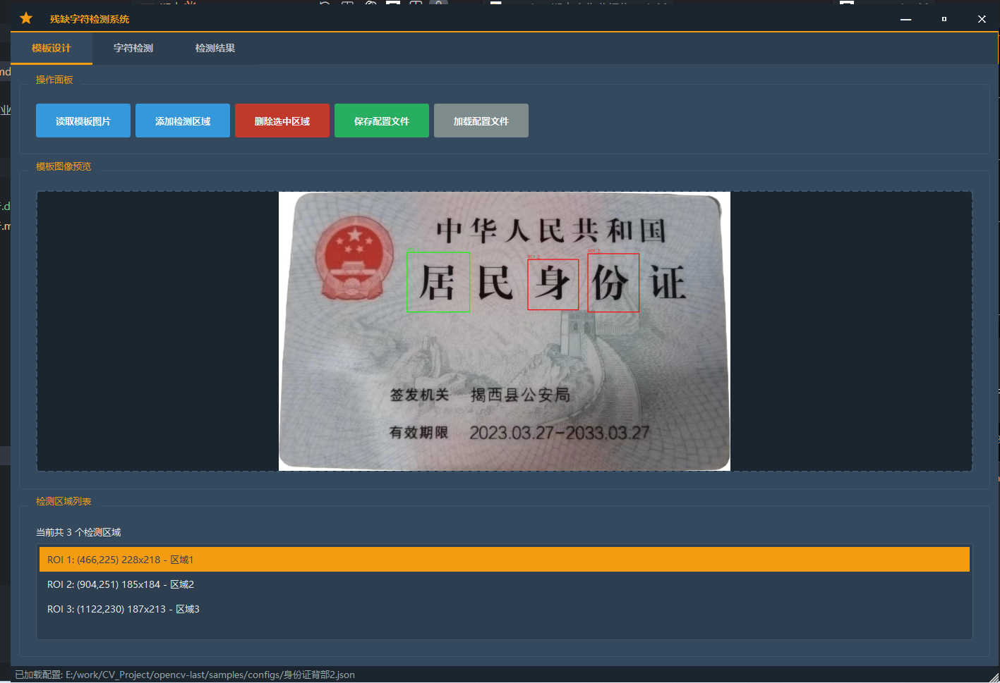 残缺字符检测系统
模板设计 字符检测 检测结果
操作面板
读取模板图片 添加检测区域 删除选中区域 保存配置文件 加载配置文件
模板图像预览
中华人民共和国
ROI 2
ROI 3
居民身份证
签发机关 揭西县公安局
有效期限 2023.03.27-2033.03.27
检测区域列表
当前共 3 个检测区域
ROI 1: (466,225) 228x218 - 区域1
ROI 2: (904,251) 185x184 - 区域2
ROI 3: (1122,230) 187x213 - 区域3
已加载配置: E:/work/CV_Project/opencv-last/samples/configs/身份证背部2.json